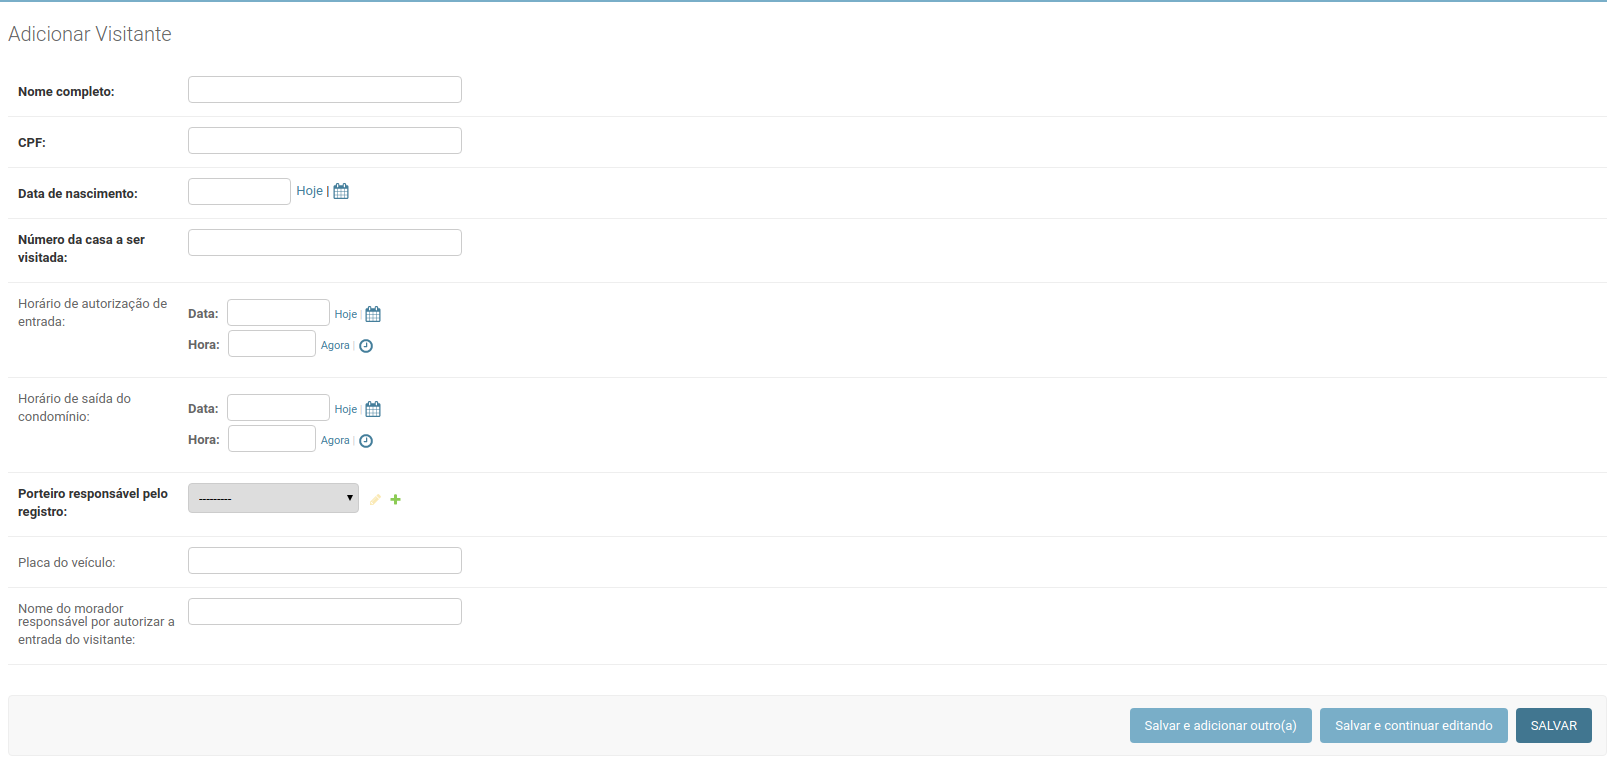 Adicionar Visitante
Nome completo:
CPF:
Data de nascimento:
Hoje |
Número da casa a ser
visitada:
Horário de autorização de
entrada:
Data:
Hoje |
Hora:
Agora |
Horário de saída do
condomínio:
Data:
Hoje |
Hora:
Agora |
Porteiro responsável pelo
registro:
---------
Placa do veículo:
Nome do morador
responsável por autorizar a
entrada do visitante:
Salvar e adicionar outro(a)
Salvar e continuar editando
SALVAR